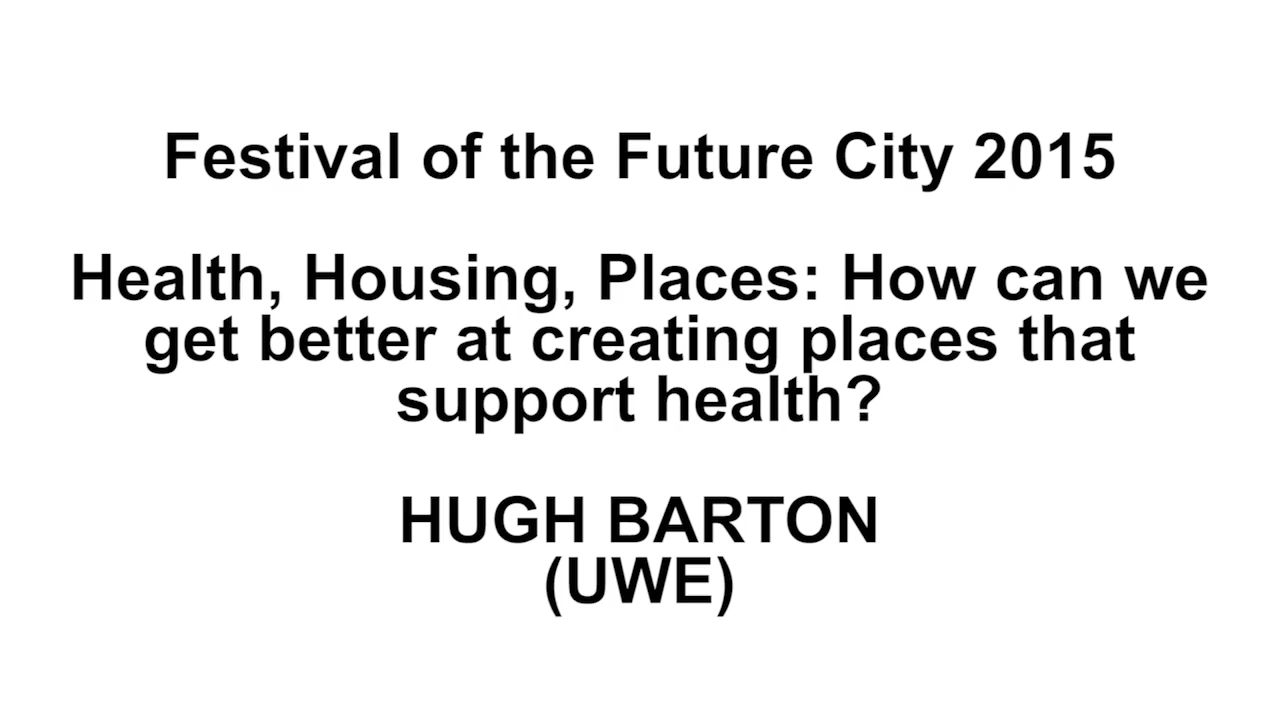 Festival of the Future City 2015
Health, Housing, Places: How can we
get better at creating places that
support health?
HUGH BARTON
(UWE)